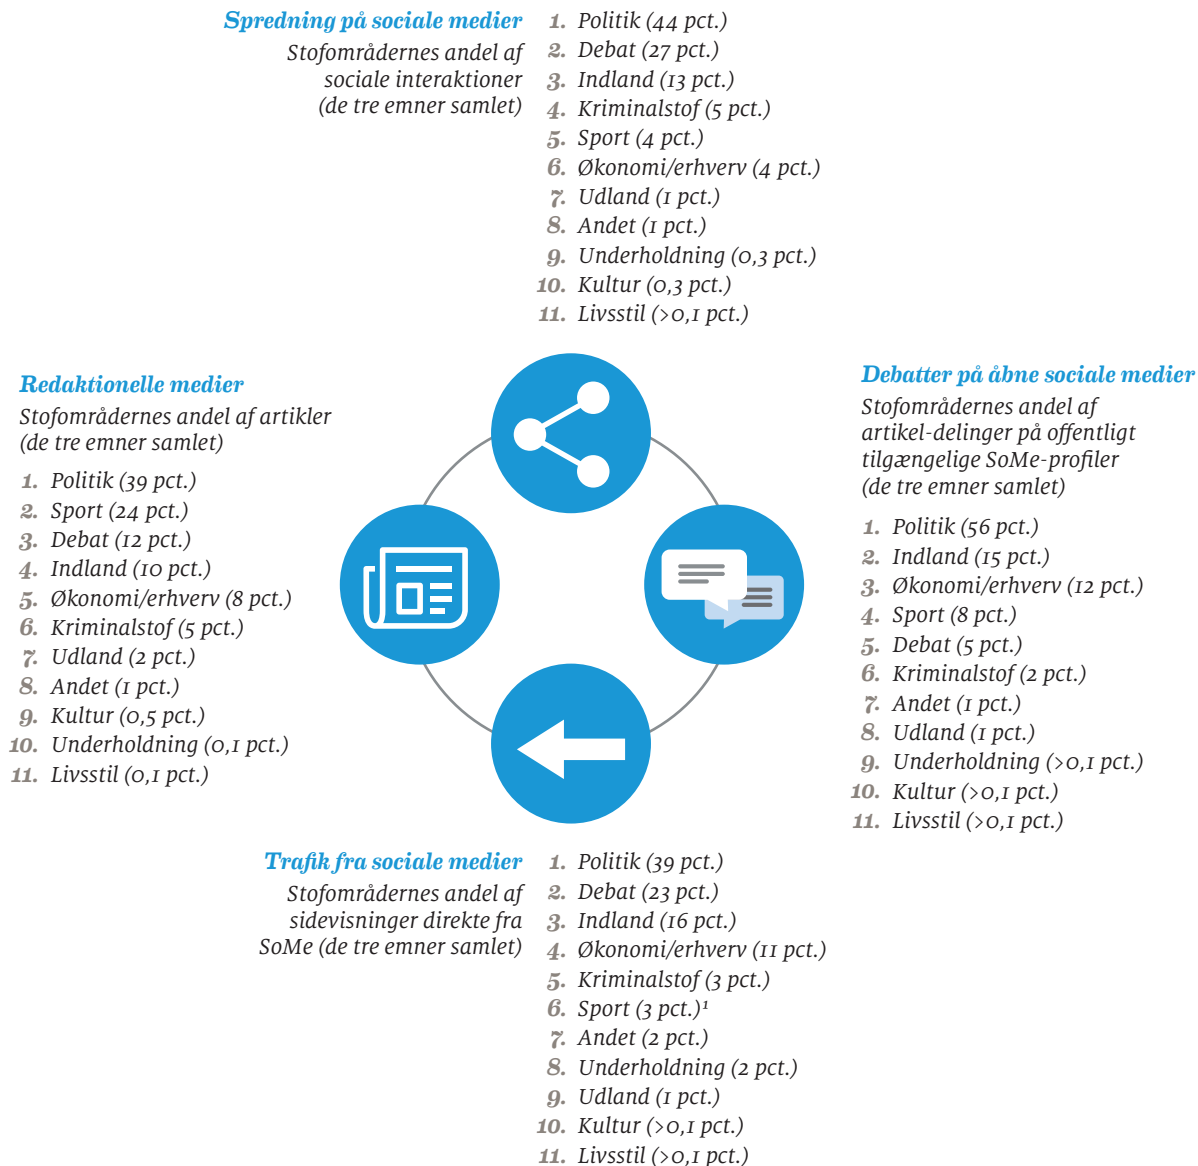 Spredning på sociale medier
Stofområdernes andel af
sociale interaktioner
(de tre emner samlet)
1. Politik (44 pct.)
2. Debat (27 pct.)
3. Indland (13 pct.)
4. Kriminalstof (5 pct.)
5. Sport (4 pct.)
6. Økonomi/erhverv (4 pct.)
7. Udland (1 pct.)
8. Andet (1 pct.)
9. Underholdning (0,3 pct.)
10. Kultur (0,3 pct.)
11. Livsstil (>0,1 pct.)
Redaktionelle medier
Stofområdernes andel af artikler
(de tre emner samlet)
1. Politik (39 pct.)
2. Sport (24 pct.)
3. Debat (12 pct.)
4. Indland (10 pct.)
5. Økonomi/erhverv (8 pct.)
6. Kriminalstof (5 pct.)
7. Udland (2 pct.)
8. Andet (1 pct.)
9. Kultur (0,5 pct.)
10. Underholdning (0,1 pct.)
11. Livsstil (0,1 pct.)
Debatter på åbne sociale medier
Stofområdernes andel af
artikel-delinger på offentligt
tilgængelige SoMe-profiler
(de tre emner samlet)
1. Politik (56 pct.)
2. Indland (15 pct.)
3. Økonomi/erhverv (12 pct.)
4. Sport (8 pct.)
5. Debat (5 pct.)
6. Kriminalstof (2 pct.)
7. Andet (1 pct.)
8. Udland (1 pct.)
9. Underholdning (>0,1 pct.)
10. Kultur (>0,1 pct.)
11. Livsstil (>0,1 pct.)
Trafik fra sociale medier
Stofområdernes andel af
sidevisninger direkte fra
SoMe (de tre emner samlet)
1. Politik (39 pct.)
2. Debat (23 pct.)
3. Indland (16 pct.)
4. Økonomi/erhverv (11 pct.)
5. Kriminalstof (3 pct.)
6. Sport (3 pct.)¹
7. Andet (2 pct.)
8. Underholdning (2 pct.)
9. Udland (1 pct.)
10. Kultur (>0,1 pct.)
11. Livsstil (>0,1 pct.)